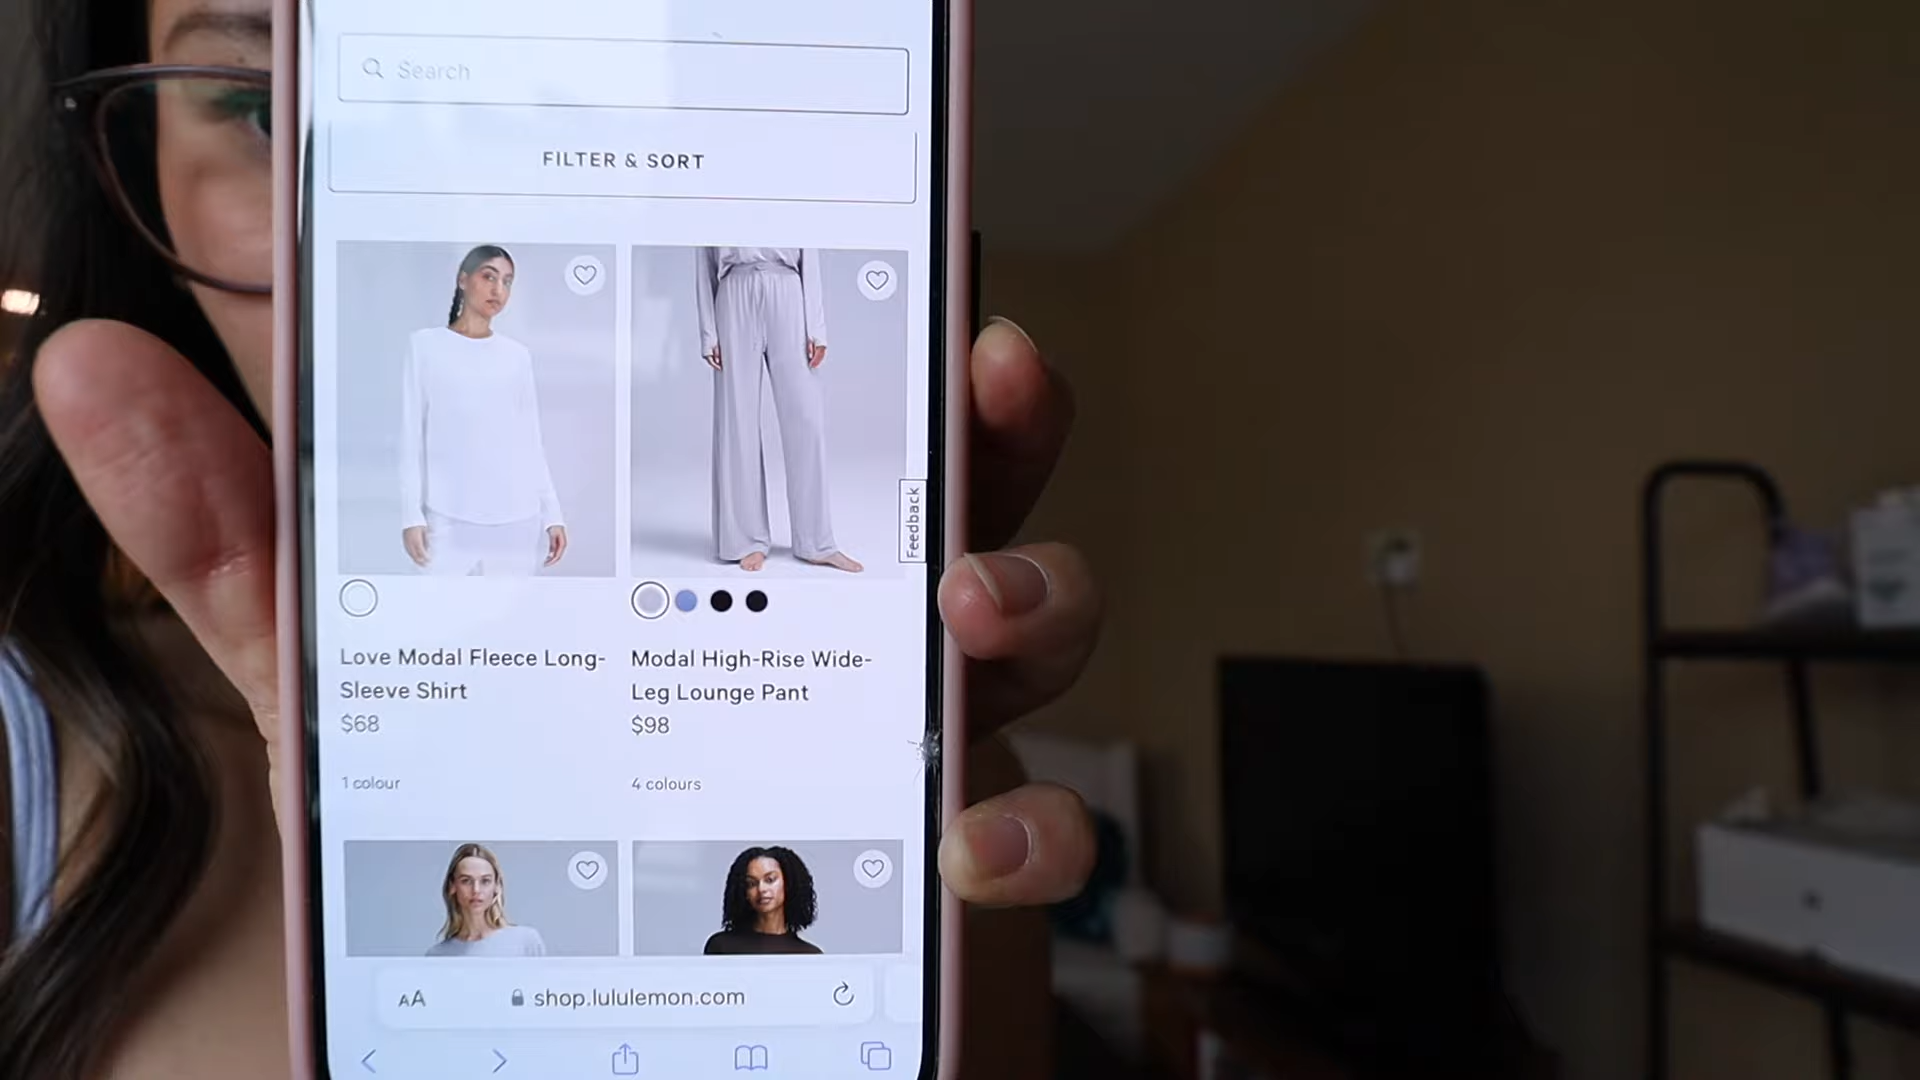 Search
FILTER & SORT
Feedback
Love Modal Fleece Long-
Sleeve Shirt
$68
1 colour
Modal High-Rise Wide-
Leg Lounge Pant
$98
4 colours
AA
shop.lululemon.com